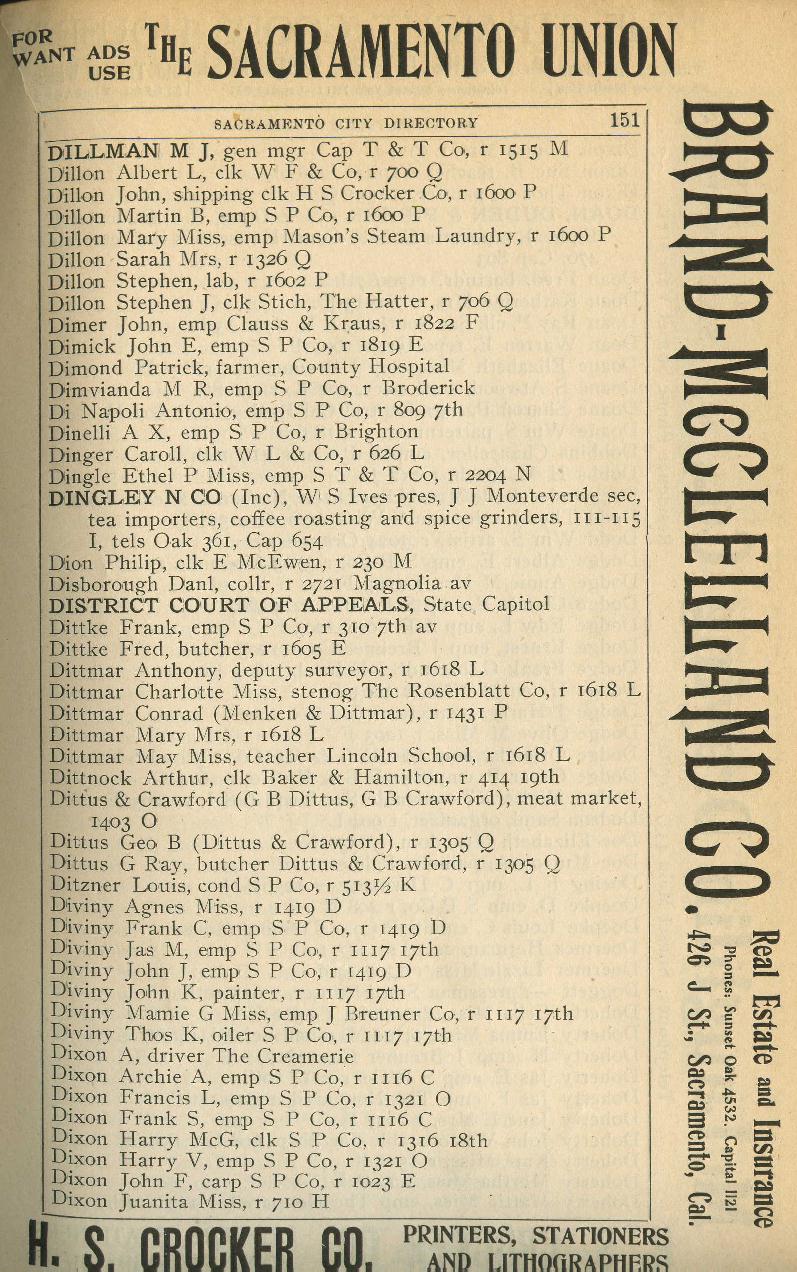 FOR
WANT ADS
USE
THE SACRAMENTO UNION
SACRAMENTO CITY DIRECTORY 151
DILLMAN M J, gen mgr Cap T & T Co, r 1515 M
Dillon Albert L, clk W F & Co, r 700 Q
Dillon John, shipping clk H S Crocker Co, r 1600 P
Dillon Martin B, emp S P Co, r 1600 P
Dillon Mary Miss, emp Mason's Steam Laundry, r 1600 P
Dillon Sarah Mrs, r 1326 Q
Dillon Stephen, lab, r 1602 P
Dillon Stephen J, clk Stich, The Hatter, r 706 Q
Dimer John, emp Clauss & Kraus, r 1822 F
Dimick John E, emp S P Co, r 1819 E
Dimond Patrick, farmer, County Hospital
Dimvianda M R, emp S P Co, r Broderick
Di Napoli Antonio, emp S P Co, r 809 7th
Dinelli A X, emp S P Co, r Brighton
Dinger Caroll, clk W L & Co, r 626 L
Dingle Ethel P Miss, emp S T & T Co, r 2204 N
DINGLEY N CO (Inc), W S Ives pres, J J Monteverde sec,
tea importers, coffee roasting and spice grinders, 111-115
I, tels Oak 361, Cap 654
Dion Philip, clk E McEwen, r 230 M
Disborough Danl, collr, r 2721 Magnolia av
DISTRICT COURT OF APPEALS, State Capitol
Dittke Frank, emp S P Co, r 310 7th av
Dittke Fred, butcher, r 1605 E
Dittmar Anthony, deputy surveyor, r 1618 L
Dittmar Charlotte Miss, stenog The Rosenblatt Co, r 1618 L
Dittmar Conrad (Menken & Dittmar), r 1431 P
Dittmar Mary Mrs, r 1618 L
Dittmar May Miss, teacher Lincoln School, r 1618 L
Dittnock Arthur, clk Baker & Hamilton, r 414 19th
Dittus & Crawford (G B Dittus, G B Crawford), meat market,
1403 O
Dittus Geo B (Dittus & Crawford), r 1305 Q
Dittus G Ray, butcher Dittus & Crawford, r 1305 Q
Ditzner Louis, cond S P Co, r 513½ K
Diviny Agnes Miss, r 1419 D
Diviny Frank C, emp S P Co, r 1419 D
Diviny Jas M, emp S P Co, r 1117 17th
Diviny John J, emp S P Co, r 1419 D
Diviny John K, painter, r 1117 17th
Diviny Mamie G Miss, emp J Breuner Co, r 1117 17th
Diviny Thos K, oiler S P Co, r 1117 17th
Dixon A, driver The Creamerie
Dixon Archie A, emp S P Co, r 1116 C
Dixon Francis L, emp S P Co, r 1321 O
Dixon Frank S, emp S P Co, r 1116 C
Dixon Harry McG, clk S P Co, r 1316 18th
Dixon Harry V, emp S P Co, r 1321 O
Dixon John F, carp S P Co, r 1023 E
Dixon Juanita Miss, r 710 H
BRAND-McCLELLAND CO.
Real Estate and Insurance
Phones: Sunset Oak 4532. Capital 1121
426 J St., Sacramento, Cal.
H. S. CROCKER CO. PRINTERS, STATIONERS
AND LITHOGRAPHERS